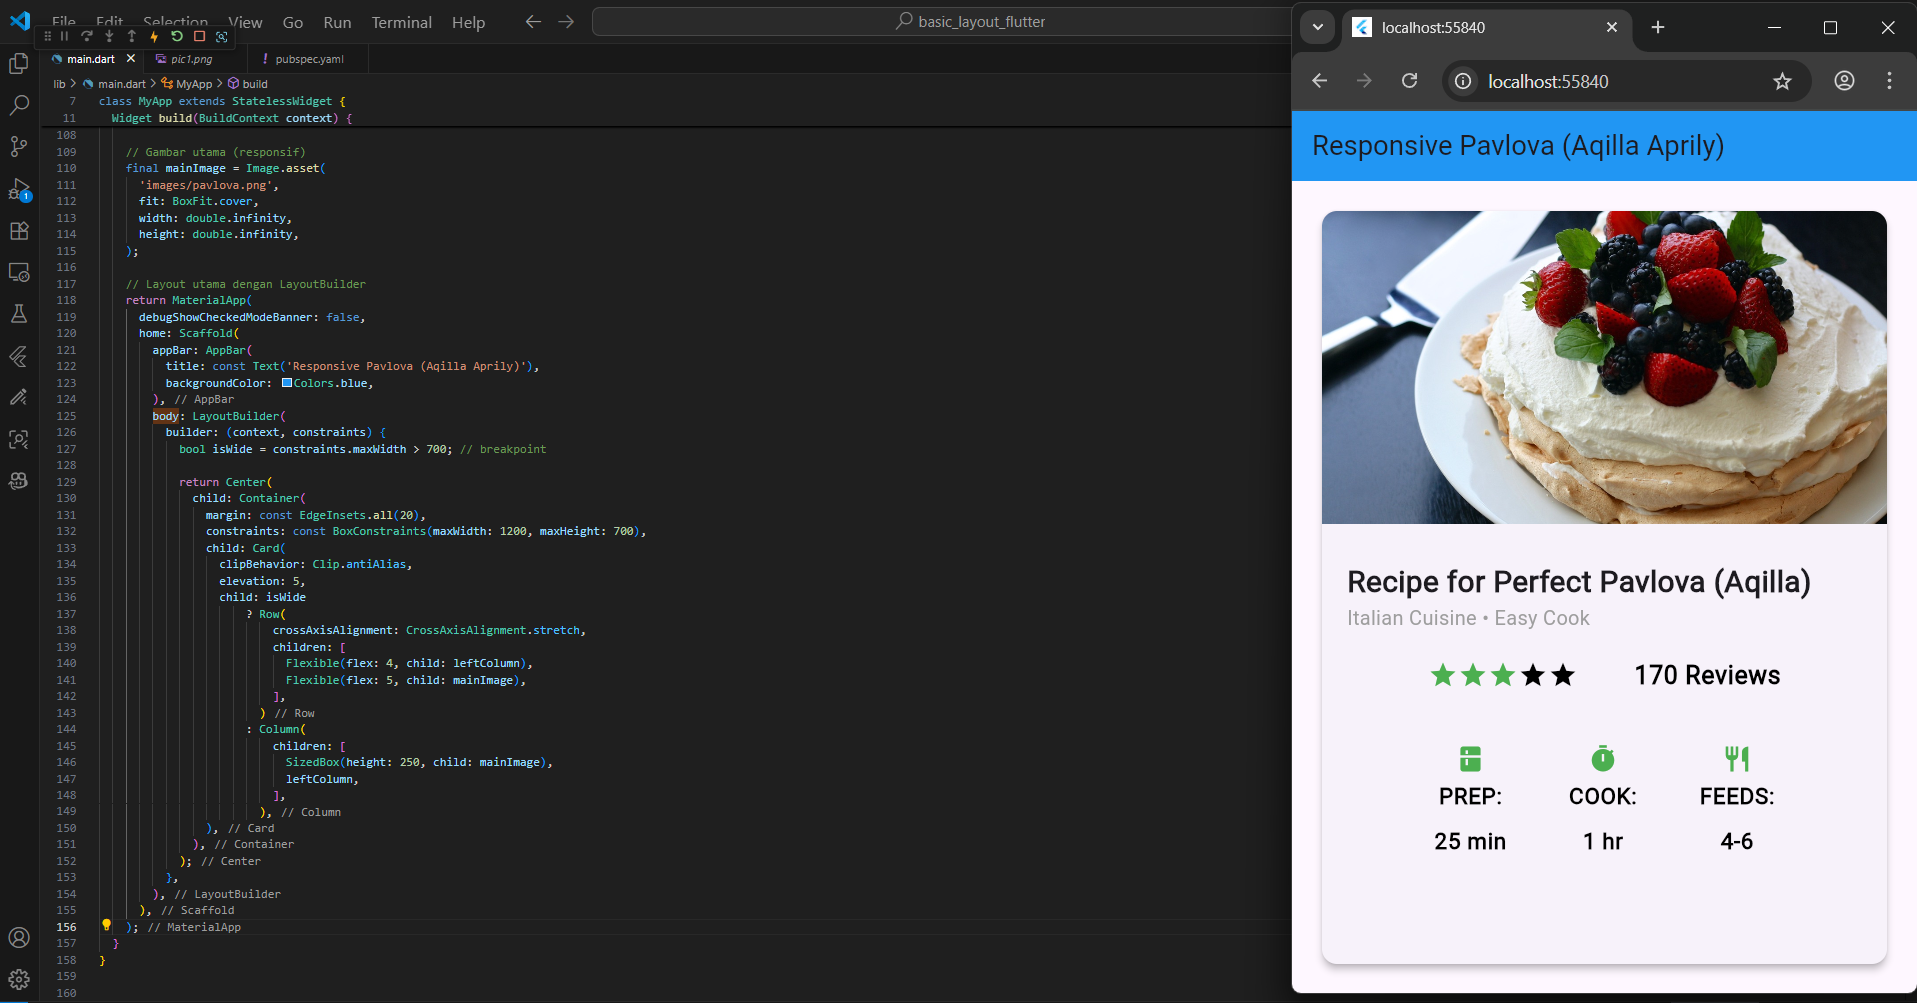 File Edit Selection View Go Run Terminal Help
basic_layout_flutter
main.dart
pic1.png
! pubspec.yaml
lib > main.dart > MyApp > build
7 class MyApp extends StatelessWidget {
11 Widget build(BuildContext context) {
108
109 // Gambar utama (responsif)
110 final mainImage = Image.asset(
111 'images/pavlova.png',
112 fit: BoxFit.cover,
113 width: double.infinity,
114 height: double.infinity,
115 );
116
117 // Layout utama dengan LayoutBuilder
118 return MaterialApp(
119 debugShowCheckedModeBanner: false,
120 home: Scaffold(
121 appBar: AppBar(
122 title: const Text('Responsive Pavlova (Aqilla Aprily)'),
123 backgroundColor: Colors.blue,
124 ), // AppBar
125 body: LayoutBuilder(
126 builder: (context, constraints) {
127 bool isWide = constraints.maxWidth > 700; // breakpoint
128
129 return Center(
130 child: Container(
131 margin: const EdgeInsets.all(20),
132 constraints: const BoxConstraints(maxWidth: 1200, maxHeight: 700),
133 child: Card(
134 clipBehavior: Clip.antiAlias,
135 elevation: 5,
136 child: isWide
137 ? Row(
138 crossAxisAlignment: CrossAxisAlignment.stretch,
139 children: [
140 Flexible(flex: 4, child: leftColumn),
141 Flexible(flex: 5, child: mainImage),
142 ],
143 ) // Row
144 : Column(
145 children: [
146 SizedBox(height: 250, child: mainImage),
147 leftColumn,
148 ],
149 ), // Column
150 ), // Card
151 ), // Container
152 ); // Center
153 },
154 ), // LayoutBuilder
155 ), // Scaffold
156 ); // MaterialApp
157 }
158 }
159
160
1
localhost:55840
localhost:55840
Responsive Pavlova (Aqilla Aprily)
Recipe for Perfect Pavlova (Aqilla)
Italian Cuisine • Easy Cook
170 Reviews
PREP: COOK: FEEDS:
25 min 1 hr 4-6